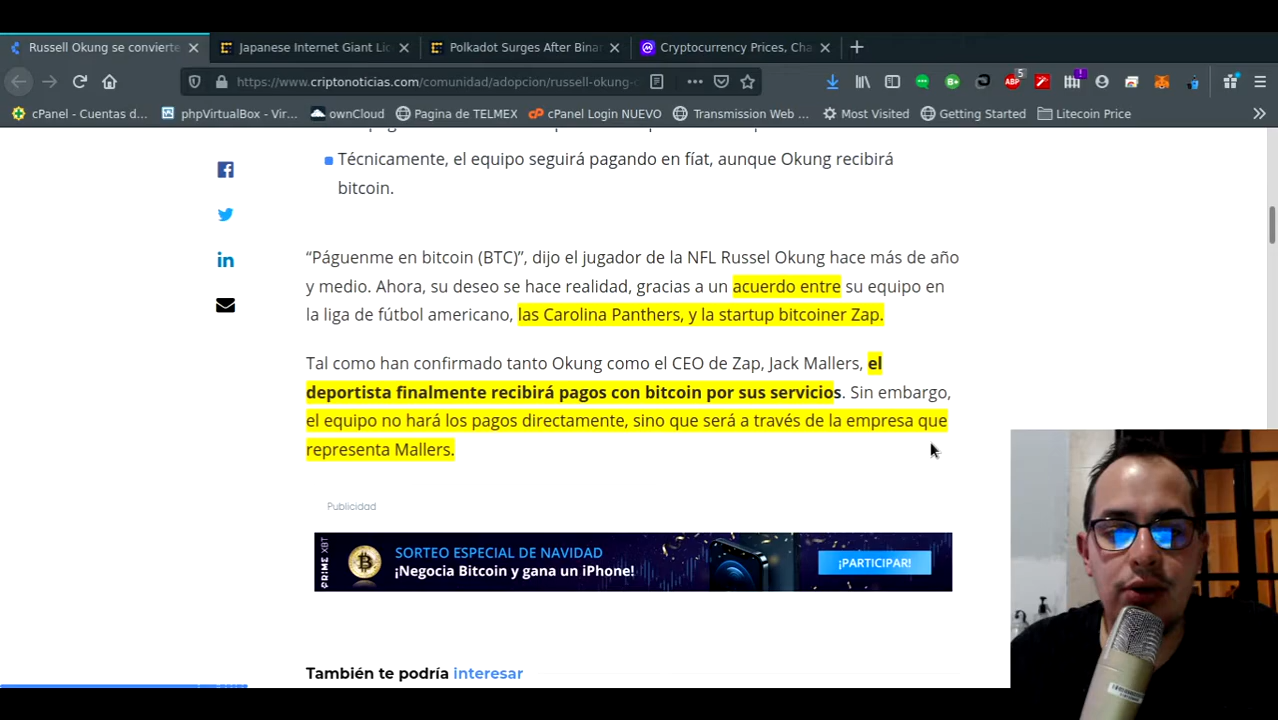 Russell Okung se convierte
Japanese Internet Giant
Polkadot Surges After Binan
Cryptocurrency Prices, Cha
https://www.criptonoticias.com/comunidad/adopcion/russell-okung-
5
cPanel - Cuentas d...
phpVirtualBox - Vir...
ownCloud
Pagina de TELMEX
cPanel Login NUEVO
Transmission Web ...
Most Visited
Getting Started
Litecoin Price
Técnicamente, el equipo seguirá pagando en fíat, aunque Okung recibirá
bitcoin.
“Páguenme en bitcoin (BTC)”, dijo el jugador de la NFL Russel Okung hace más de año
y medio. Ahora, su deseo se hace realidad, gracias a un acuerdo entre su equipo en
la liga de fútbol americano, las Carolina Panthers, y la startup bitcoiner Zap.
Tal como han confirmado tanto Okung como el CEO de Zap, Jack Mallers, el
deportista finalmente recibirá pagos con bitcoin por sus servicios. Sin embargo,
el equipo no hará los pagos directamente, sino que será a través de la empresa que
representa Mallers.
Publicidad
PRIME XBT
SORTEO ESPECIAL DE NAVIDAD
¡Negocia Bitcoin y gana un iPhone!
¡PARTICIPAR!
También te podría interesar